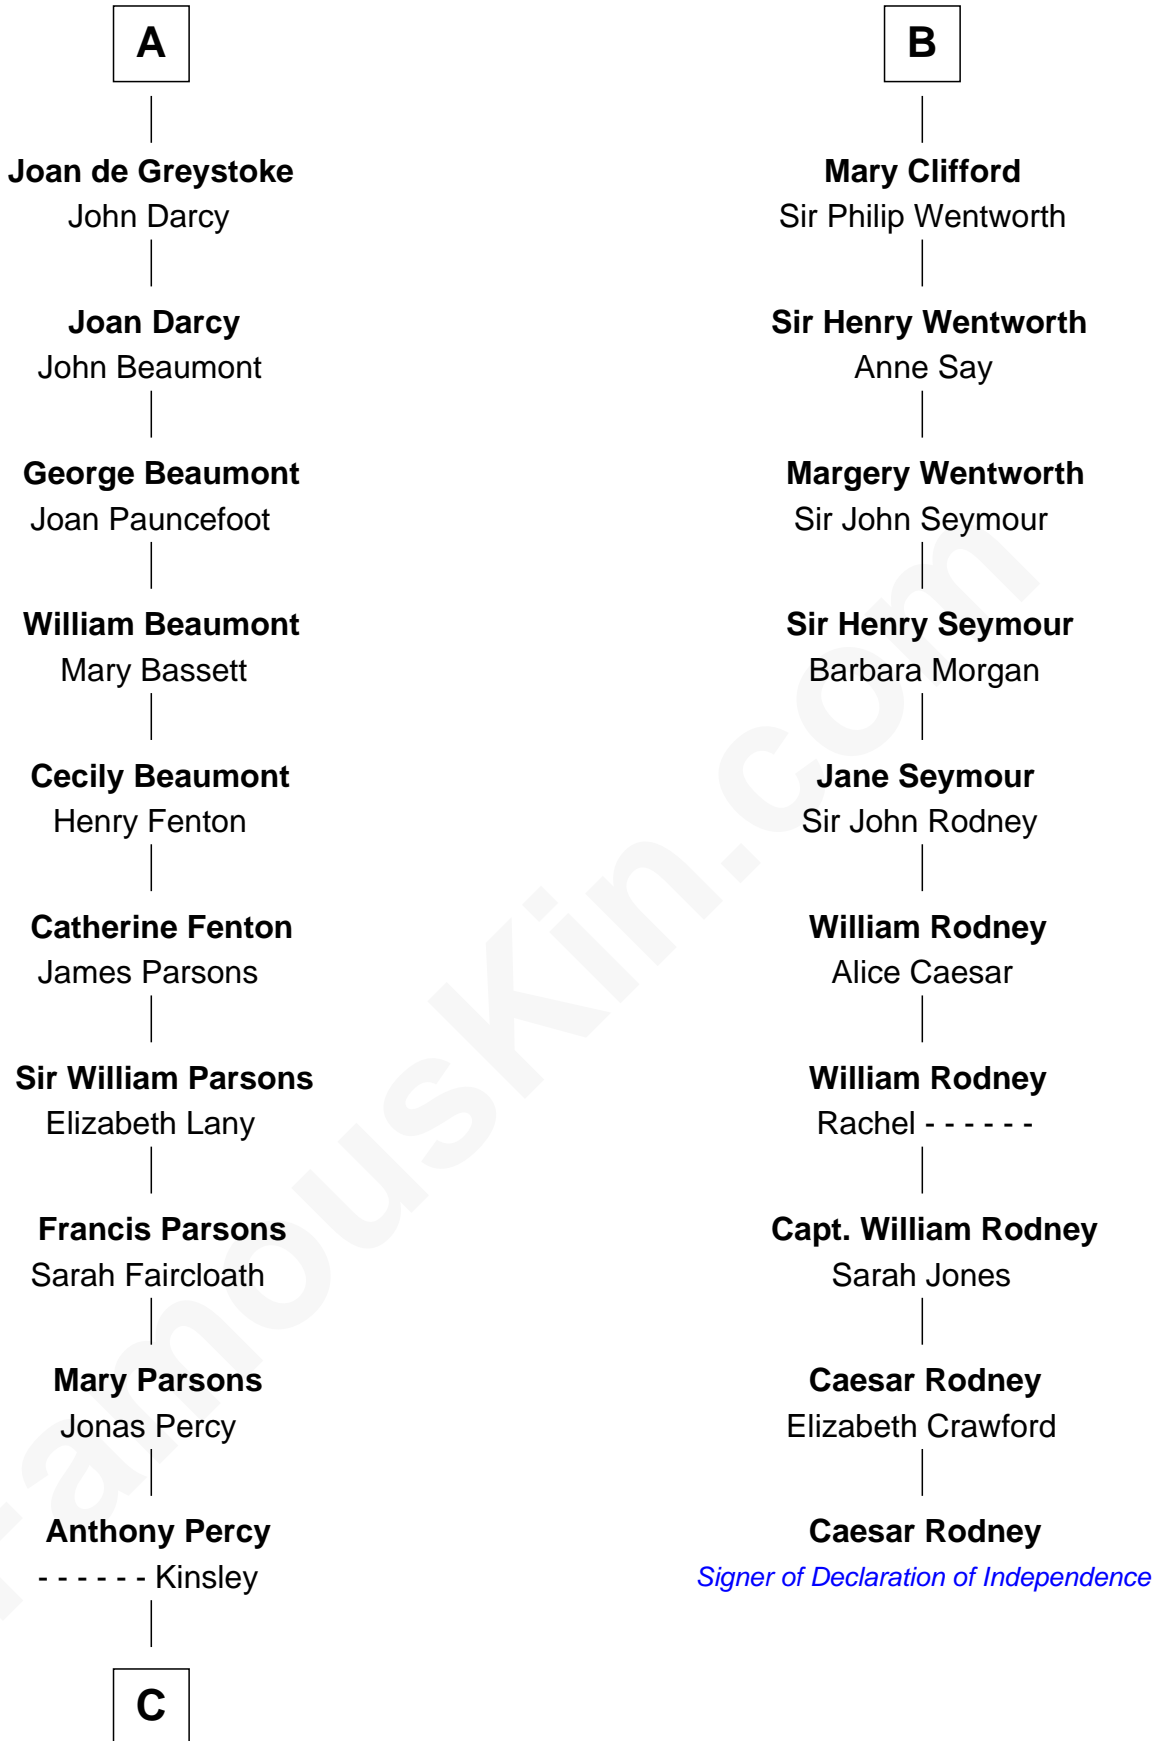 A
Joan de Greystoke
John Darcy
Joan Darcy
John Beaumont
George Beaumont
Joan Pauncefoot
William Beaumont
Mary Bassett
Cecily Beaumont
Henry Fenton
Catherine Fenton
James Parsons
Sir William Parsons
Elizabeth Lany
Francis Parsons
Sarah Faircloath
Mary Parsons
Jonas Percy
Anthony Percy
- - - - - - Kinsley
C
B
Mary Clifford
Sir Philip Wentworth
Sir Henry Wentworth
Anne Say
Margery Wentworth
Sir John Seymour
Sir Henry Seymour
Barbara Morgan
Jane Seymour
Sir John Rodney
William Rodney
Alice Caesar
William Rodney
Rachel - - - - - -
Capt. William Rodney
Sarah Jones
Caesar Rodney
Elizabeth Crawford
Caesar Rodney
Signer of Declaration of Independence
FamousKin.com